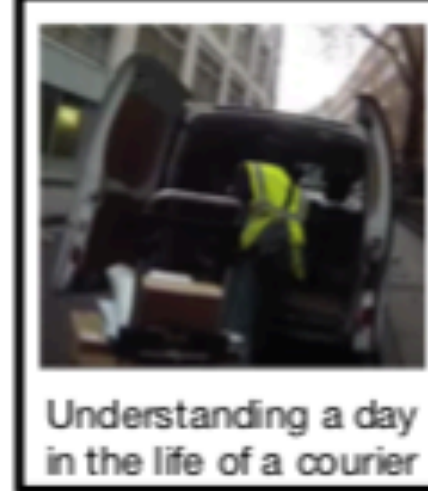 Understanding a day
in the life of a courier